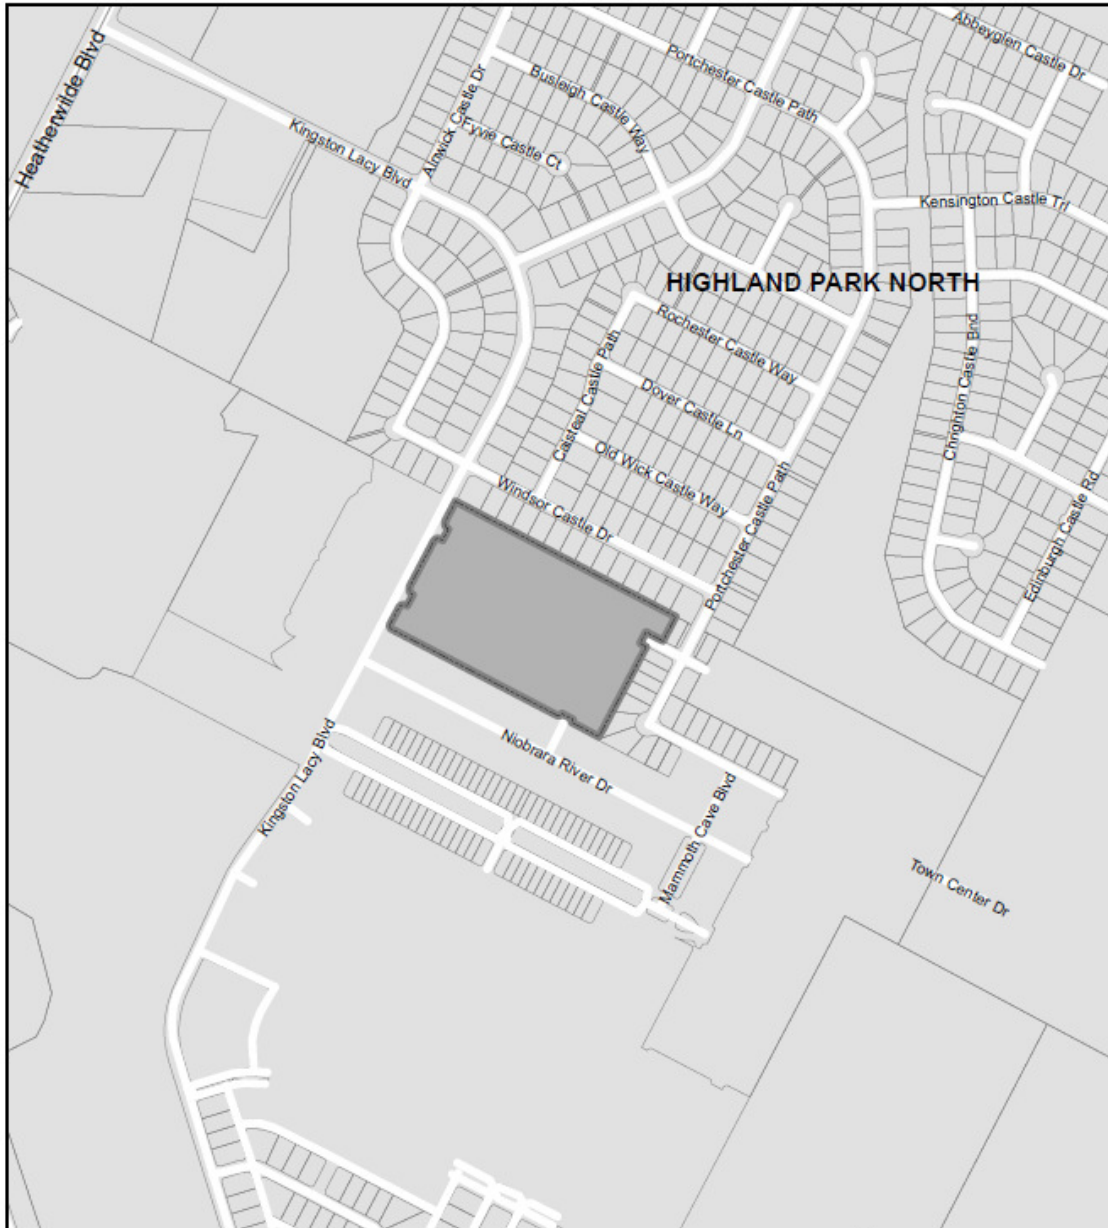 Abbeyglen Castle Dr
Heatherwilde Blvd
Portchester Castle Path
Busleigh Castle Way
Alnwick Castle Dr
Fyvie Castle Ct
Kingston Lacy Blvd
Kensington Castle Trl
HIGHLAND PARK NORTH
Rochester Castle Way
Casteal Castle Path
Dover Castle Ln
Chrighton Castle Bnd
Old Wick Castle Way
Windsor Castle Dr
Portchester Castle Path
Edinburgh Castle Rd
Niobrara River Dr
Kingston Lacy Blvd
Mammoth Cave Blvd
Town Center Dr